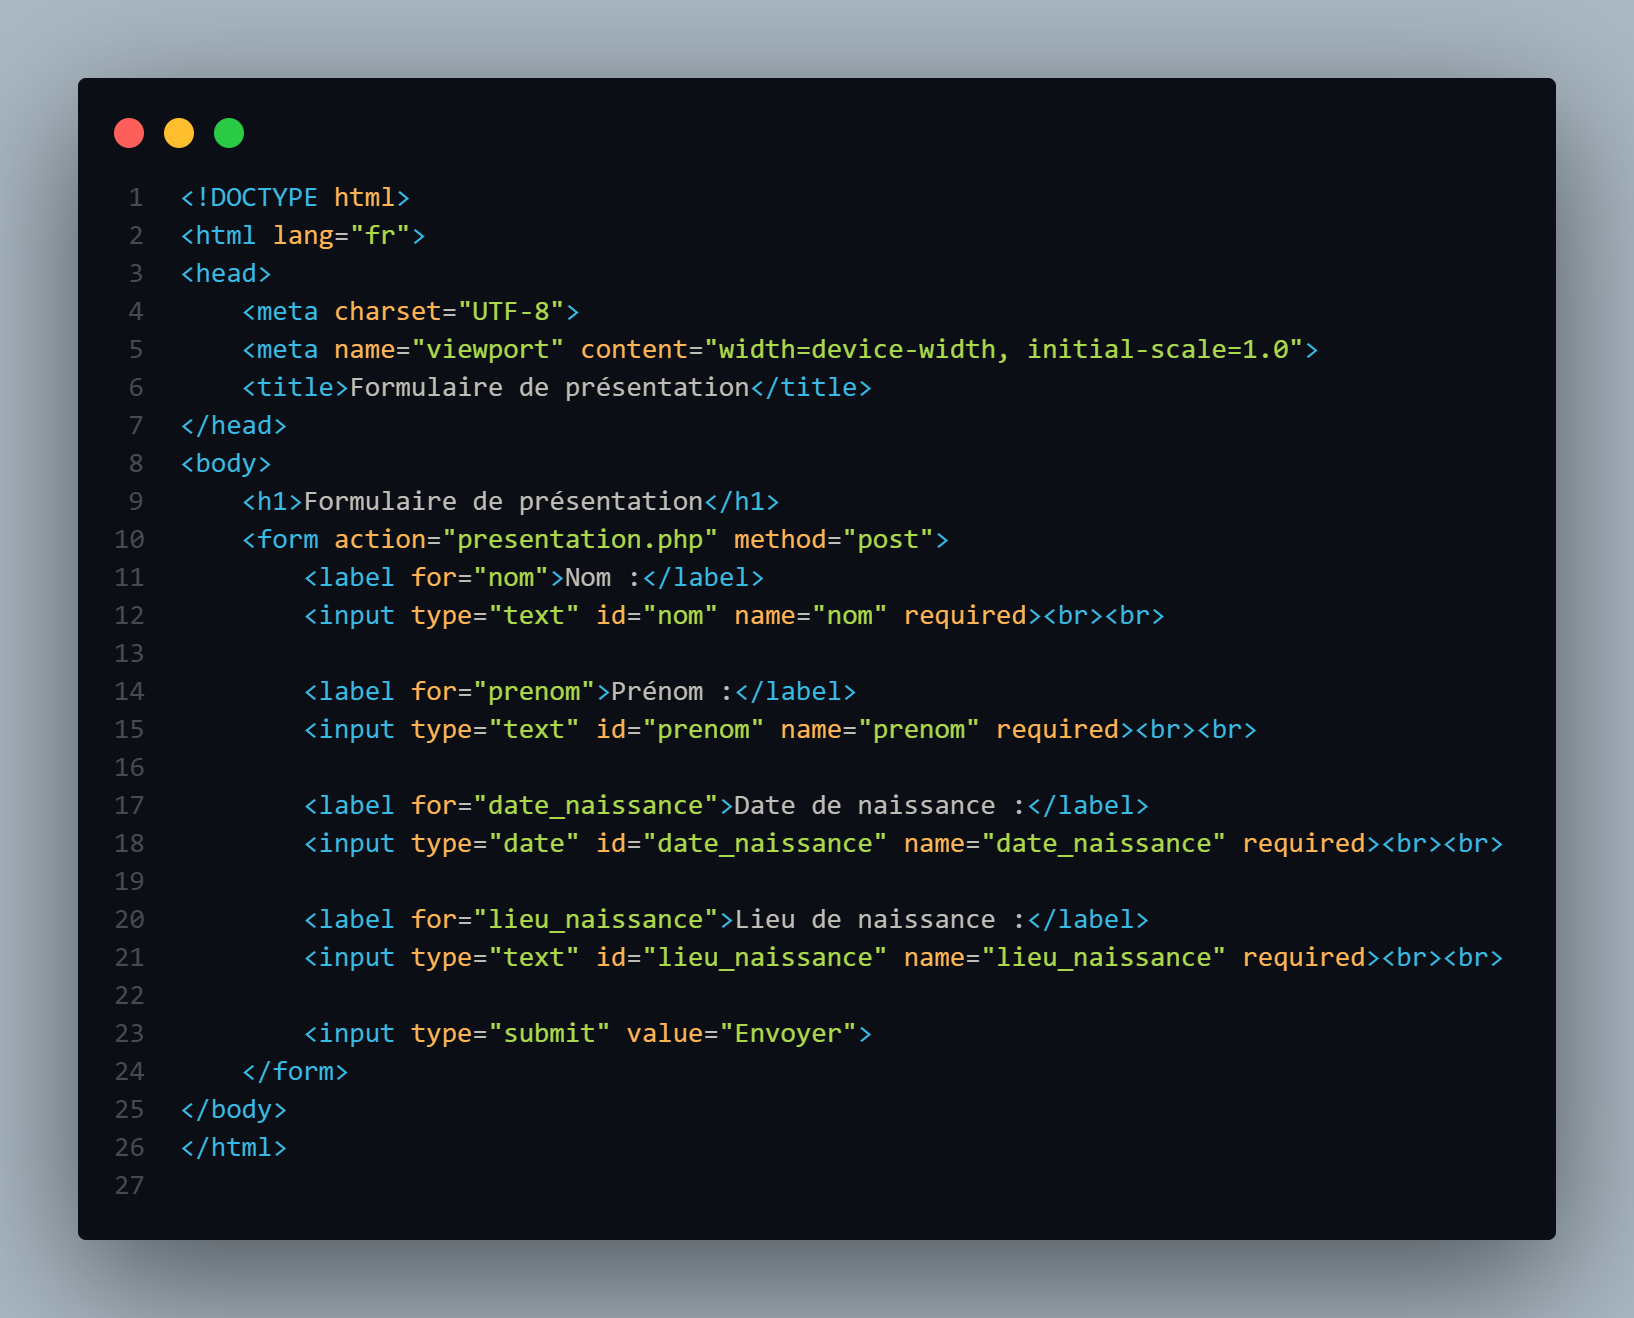 1 <!DOCTYPE html>
2 <html lang="fr">
3 <head>
4     <meta charset="UTF-8">
5     <meta name="viewport" content="width=device-width, initial-scale=1.0">
6     <title>Formulaire de présentation</title>
7 </head>
8 <body>
9     <h1>Formulaire de présentation</h1>
10     <form action="presentation.php" method="post">
11         <label for="nom">Nom :</label>
12         <input type="text" id="nom" name="nom" required><br><br>
13
14         <label for="prenom">Prénom :</label>
15         <input type="text" id="prenom" name="prenom" required><br><br>
16
17         <label for="date_naissance">Date de naissance :</label>
18         <input type="date" id="date_naissance" name="date_naissance" required><br><br>
19
20         <label for="lieu_naissance">Lieu de naissance :</label>
21         <input type="text" id="lieu_naissance" name="lieu_naissance" required><br><br>
22
23         <input type="submit" value="Envoyer">
24     </form>
25 </body>
26 </html>
27